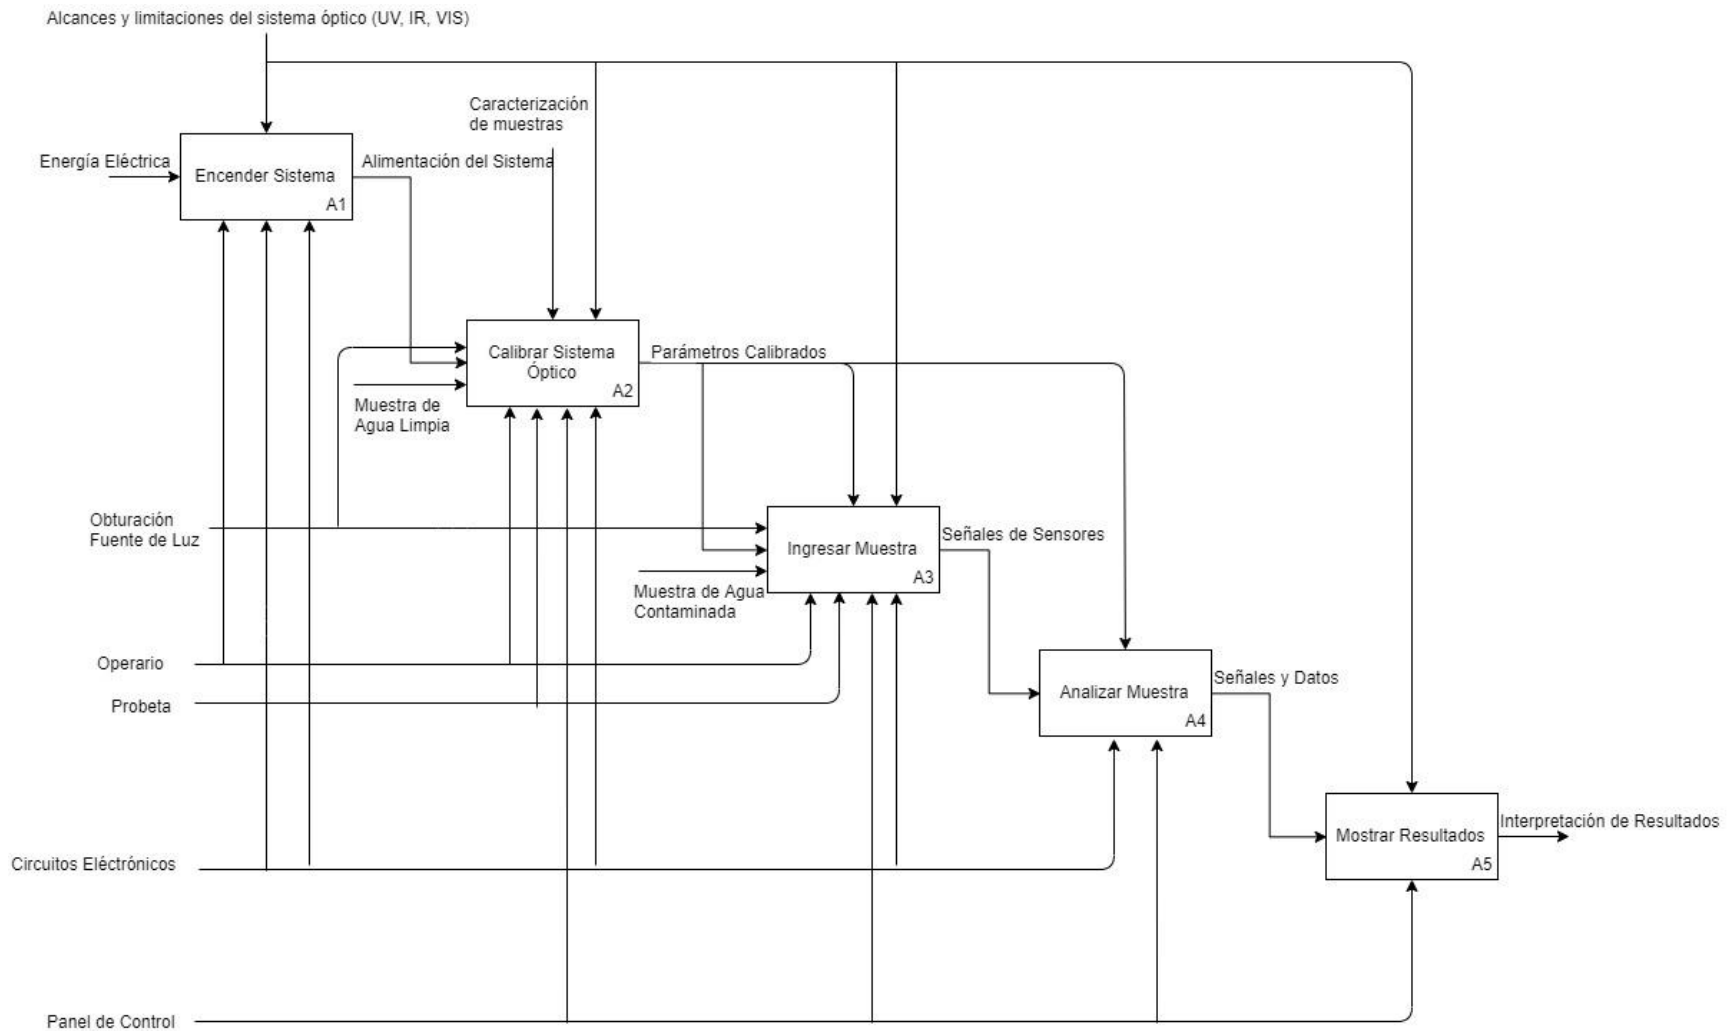 Alcances y limitaciones del sistema óptico (UV, IR, VIS)
Caracterización
de muestras
Energía Eléctrica
Encender Sistema
A1
Alimentación del Sistema
Calibrar Sistema
Óptico
A2
Parámetros Calibrados
Muestra de
Agua Limpia
Obturación
Fuente de Luz
Ingresar Muestra
A3
Señales de Sensores
Muestra de Agua
Contaminada
Operario
Probeta
Analizar Muestra
A4
Señales y Datos
Mostrar Resultados
A5
Interpretación de Resultados
Circuitos Eléctrónicos
Panel de Control